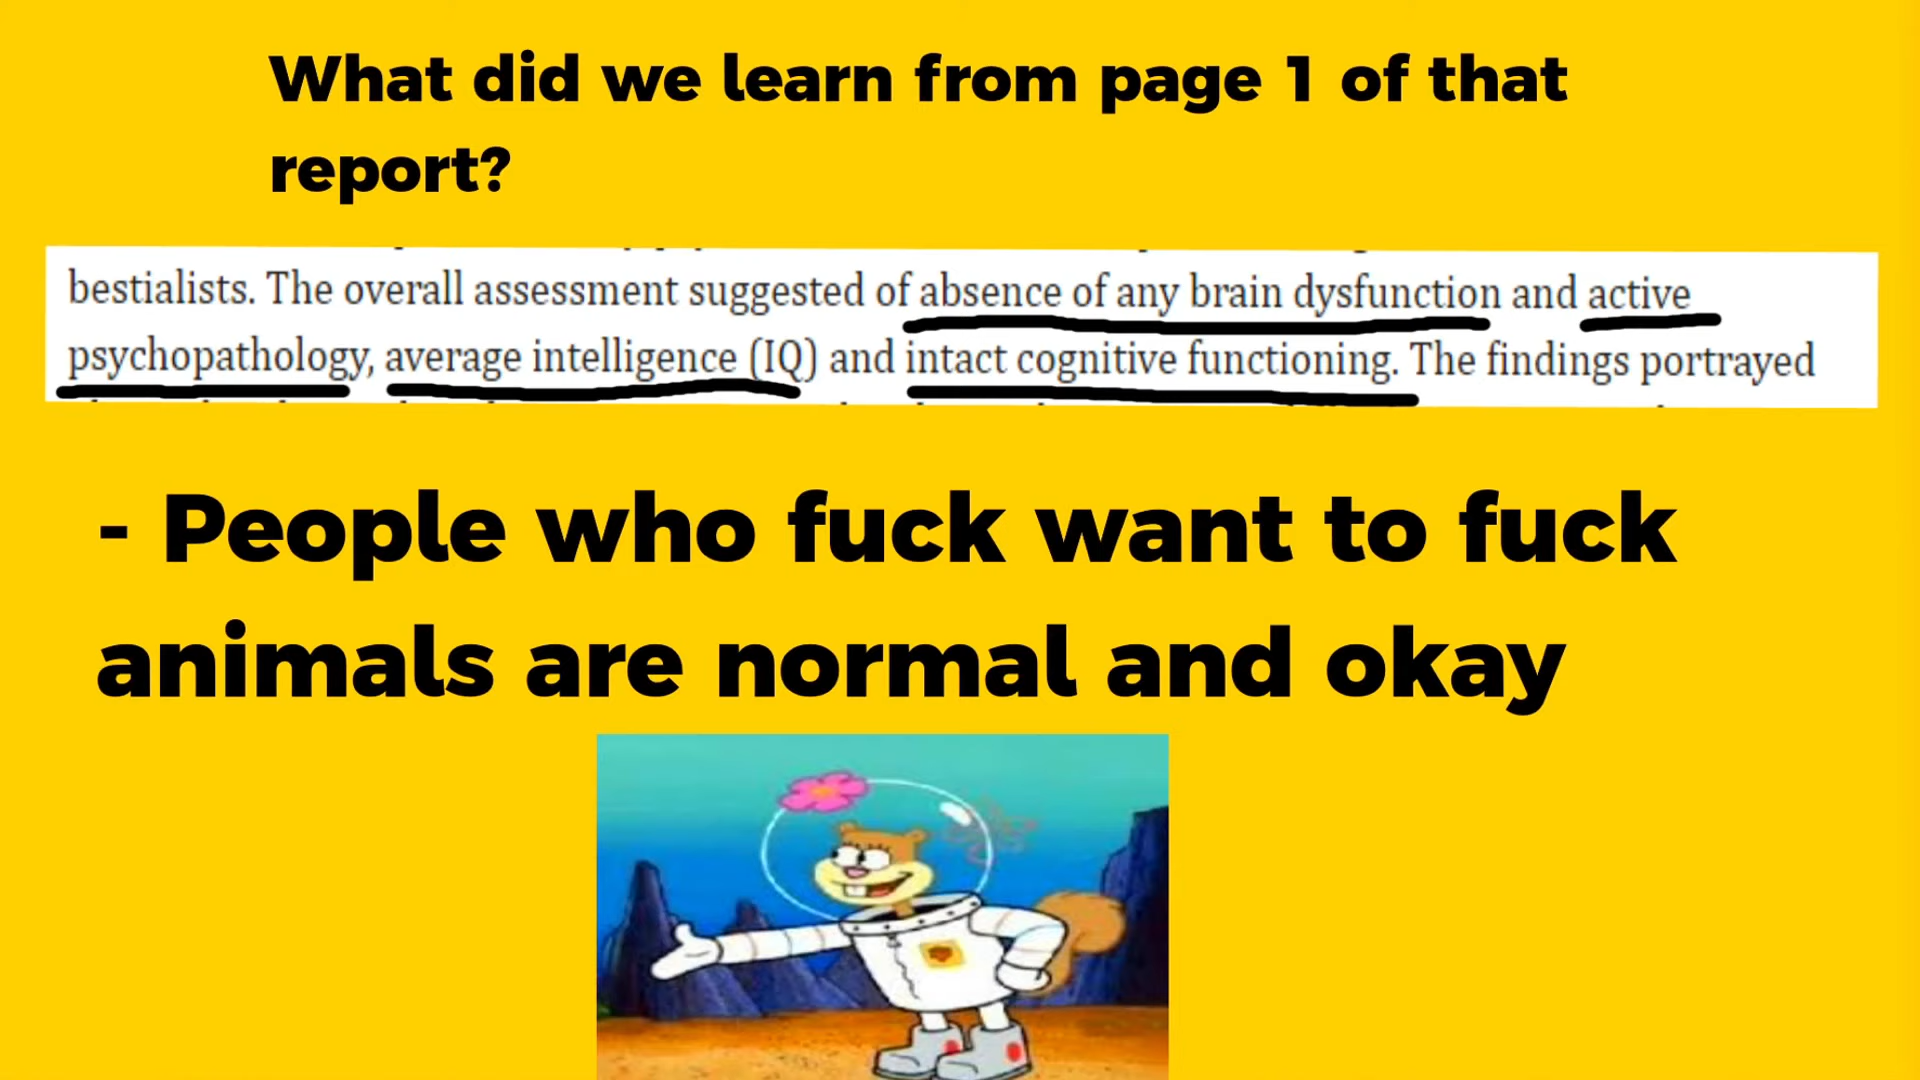 What did we learn from page 1 of that
report?
bestialists. The overall assessment suggested of absence of any brain dysfunction and active
psychopathology, average intelligence (IQ) and intact cognitive functioning. The findings portrayed
- People who fuck want to fuck
animals are normal and okay